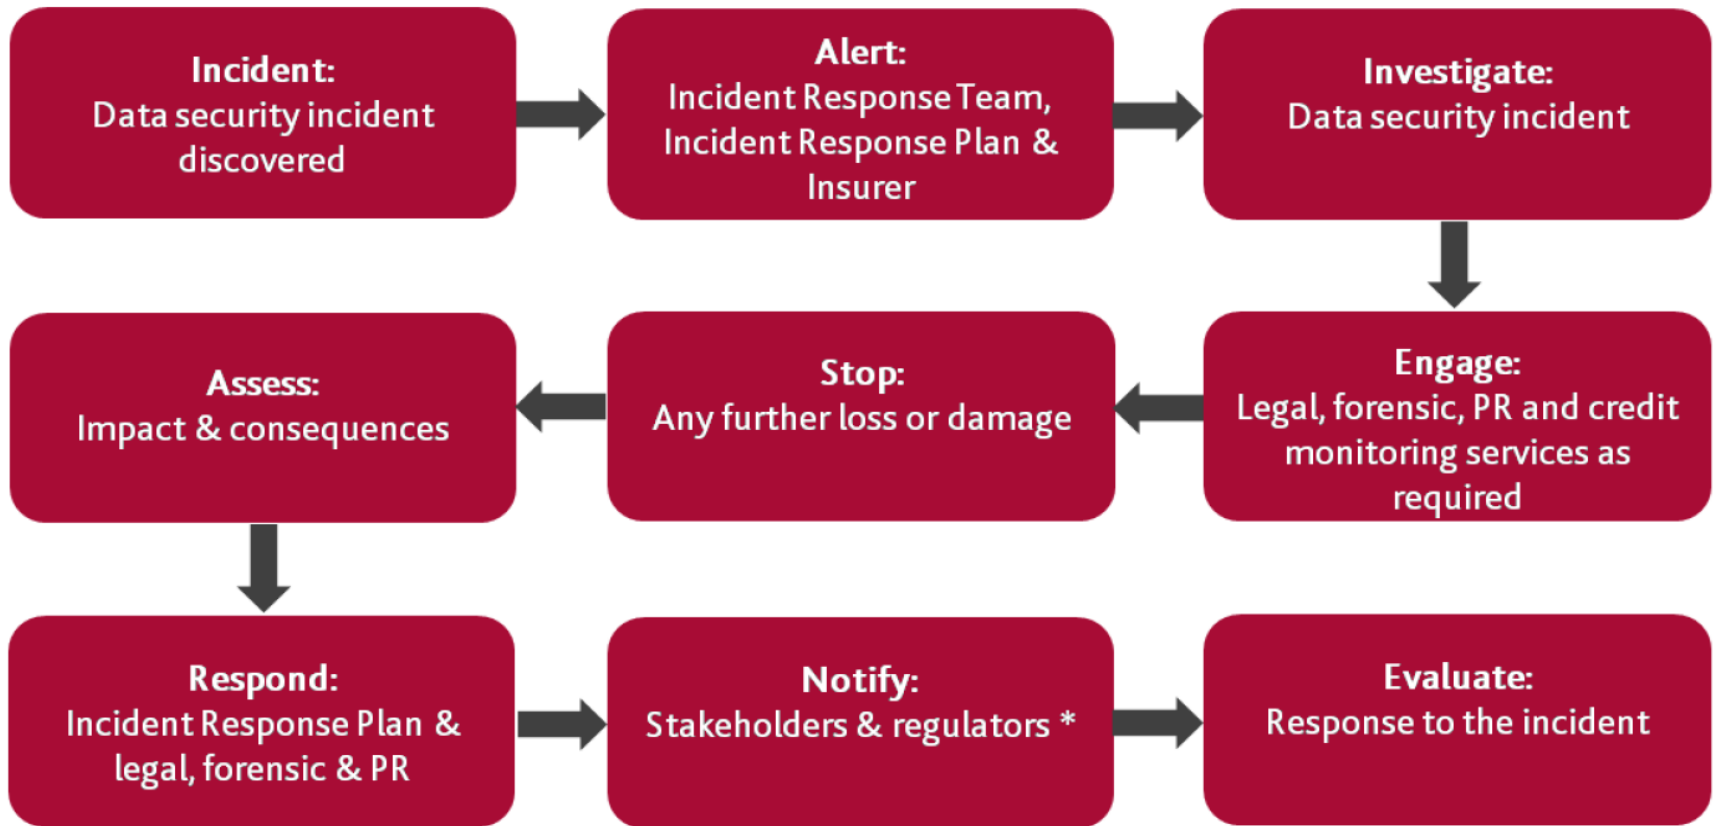 Incident:
Data security incident
discovered
Alert:
Incident Response Team,
Incident Response Plan &
Insurer
Investigate:
Data security incident
Engage:
Legal, forensic, PR and credit
monitoring services as
required
Stop:
Any further loss or damage
Assess:
Impact & consequences
Respond:
Incident Response Plan &
legal, forensic & PR
Notify:
Stakeholders & regulators *
Evaluate:
Response to the incident